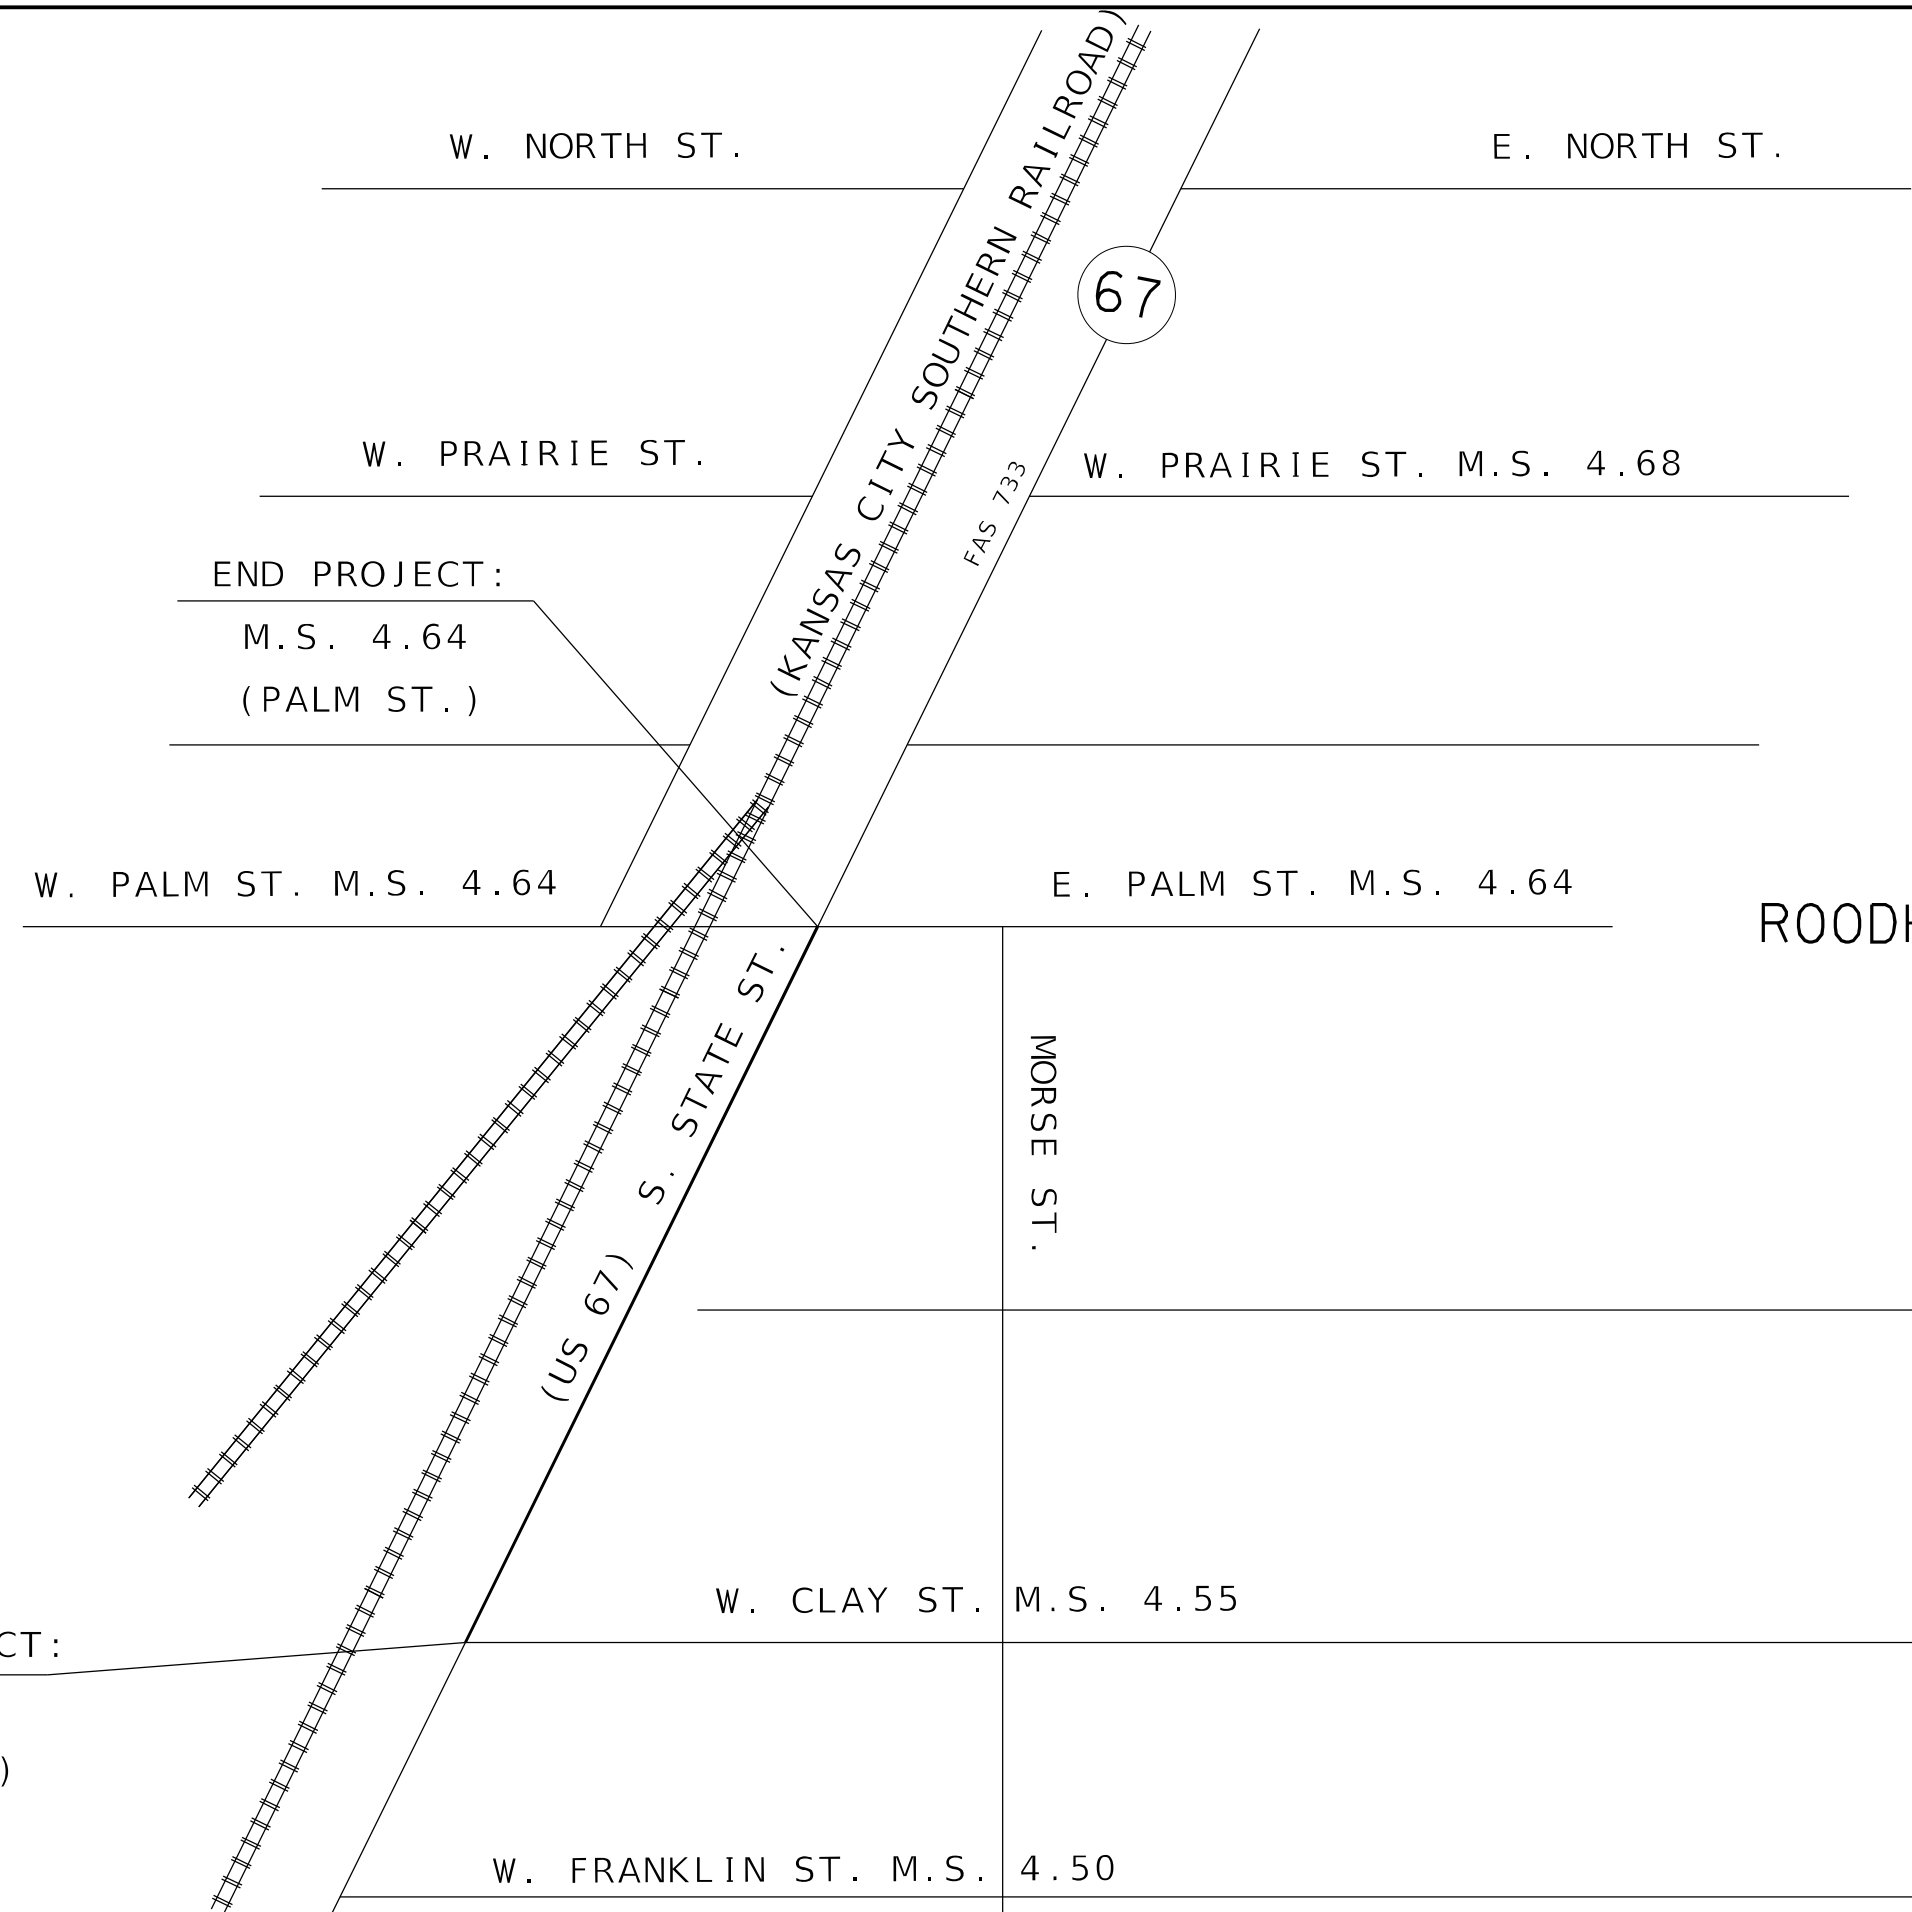 W. NORTH ST.
E. NORTH ST.
(KANSAS CITY SOUTHERN RAILROAD)
67
W. PRAIRIE ST.
W. PRAIRIE ST. M.S. 4.68
FAS 733
END PROJECT:
M.S. 4.64
(PALM ST.)
W. PALM ST. M.S. 4.64
E. PALM ST. M.S. 4.64
(US 67) S. STATE ST.
MORSE ST.
W. CLAY ST. M.S. 4.55
CT:
)
W. FRANKLIN ST. M.S. 4.50